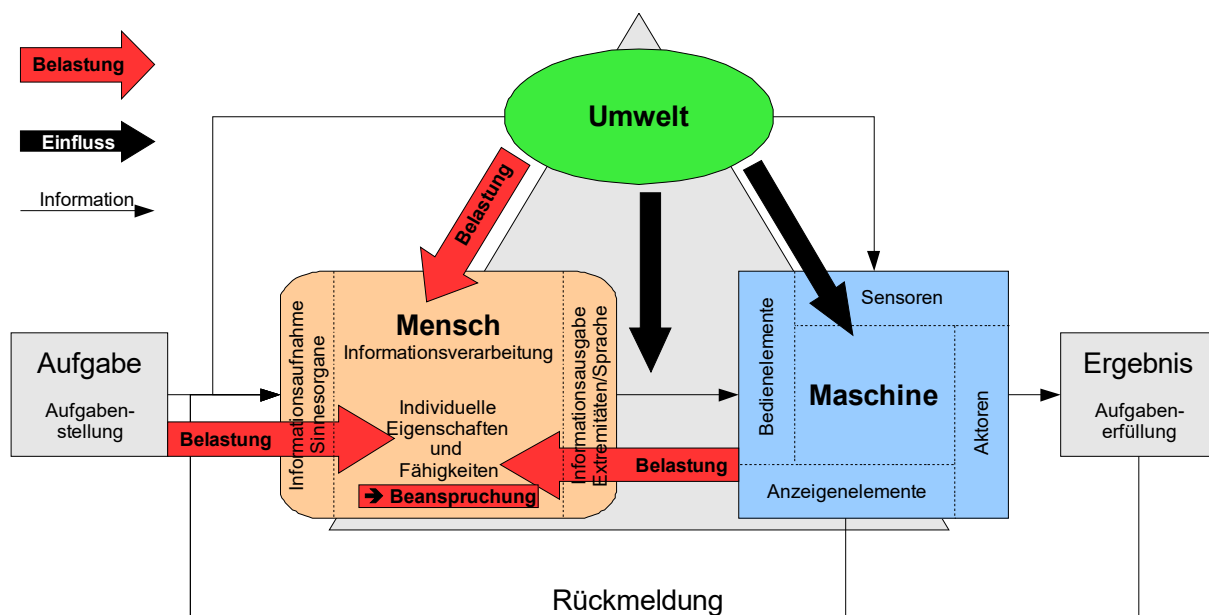 Belastung
Einfluss
Information
Umwelt
Belastung
Mensch
Informationsverarbeitung
Informationsaufnahme
Sinnesorgane
Individuelle
Eigenschaften
und
Fähigkeiten
➔ Beanspruchung
Informationsausgabe
Extremitäten/Sprache
Aufgabe
Aufgaben-
stellung
Belastung
Belastung
Bedienelemente
Sensoren
Maschine
Aktoren
Anzeigenelemente
Ergebnis
Aufgaben-
erfüllung
Rückmeldung